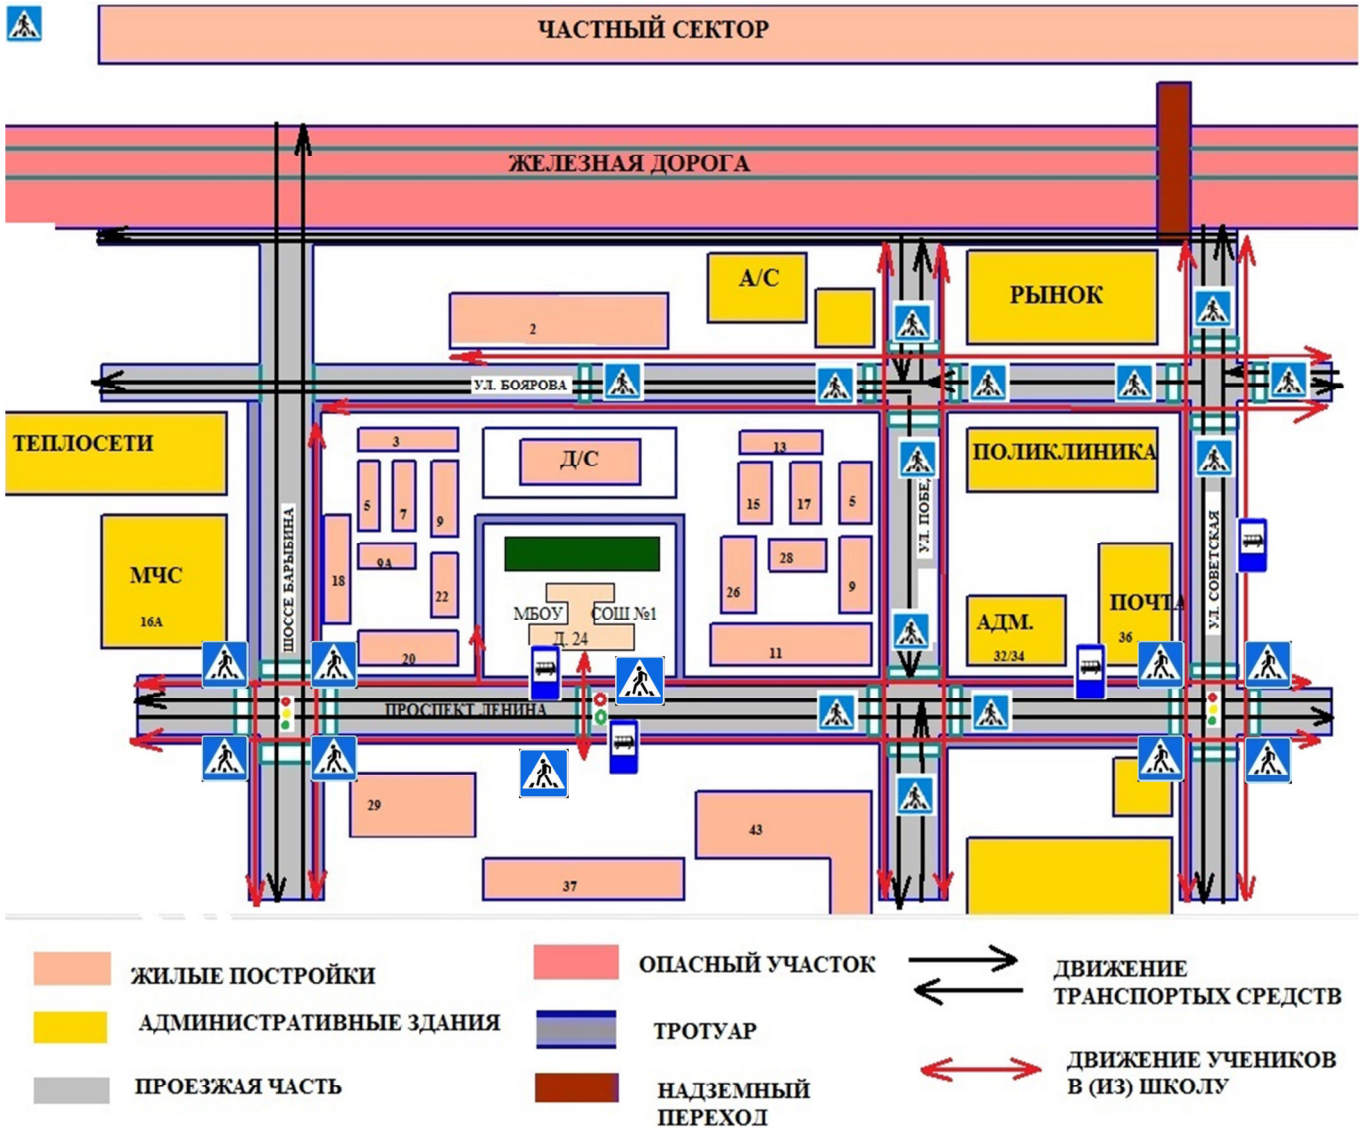 ЧАСТНЫЙ СЕКТОР
ЖЕЛЕЗНАЯ ДОРОГА
А/С
РЫНОК
2
УЛ. БОЯРОВА
ТЕПЛОСЕТИ
3
Д/С
13
ПОЛИКЛИНИКА
5
7
9
15
17
5
УЛ. ПОБЕД
УЛ. СОВЕТСКАЯ
ШОССЕ БАРЫБИНА
МЧС
16А
18
9А
22
МБОУ СОШ №1
Д. 24
26
28
9
АДМ.
32/34
ПОЧТА
36
20
11
ПРОСПЕКТ ЛЕНИНА
29
43
37
ЖИЛЫЕ ПОСТРОЙКИ
АДМИНИСТРАТИВНЫЕ ЗДАНИЯ
ПРОЕЗЖАЯ ЧАСТЬ
ОПАСНЫЙ УЧАСТОК
ТРОТУАР
НАДЗЕМНЫЙ
ПЕРЕХОД
ДВИЖЕНИЕ
ТРАНСПОРТЫХ СРЕДСТВ
ДВИЖЕНИЕ УЧЕНИКОВ
В (ИЗ) ШКОЛУ